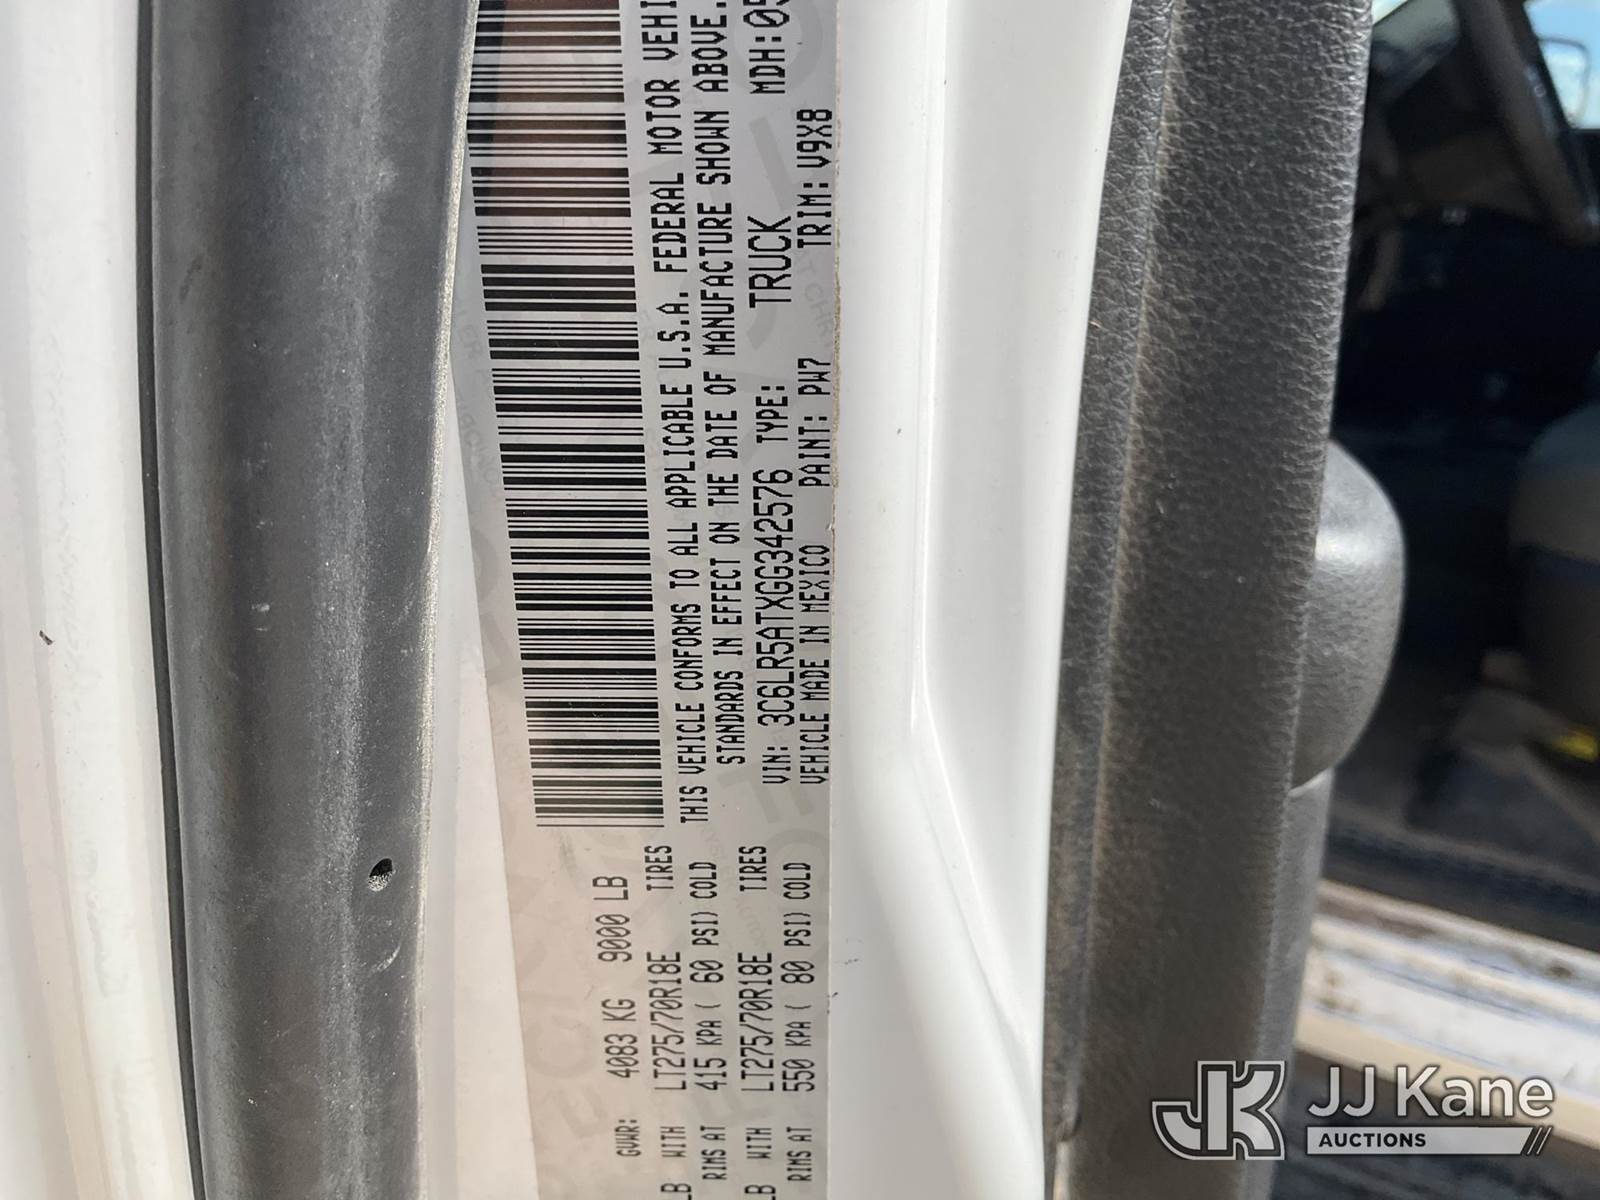 GVWR: 4083 KG 9000 LB
LB WITH LT275/70R18E TIRES
RIMS AT 415 KPA ( 60 PSI) COLD
LB WITH LT275/70R18E TIRES
RIMS AT 550 KPA ( 80 PSI) COLD
THIS VEHICLE CONFORMS TO ALL APPLICABLE U.S.A. FEDERAL MOTOR
STANDARDS IN EFFECT ON THE DATE OF MANUFACTURE SHOWN ABOVE.
VIN: 3C6LR5ATXGG342576 TYPE: TRUCK MDH:05
VEHICLE MADE IN MEXICO PAINT: PW7 TRIM: V9X8
JK JJ Kane
AUCTIONS